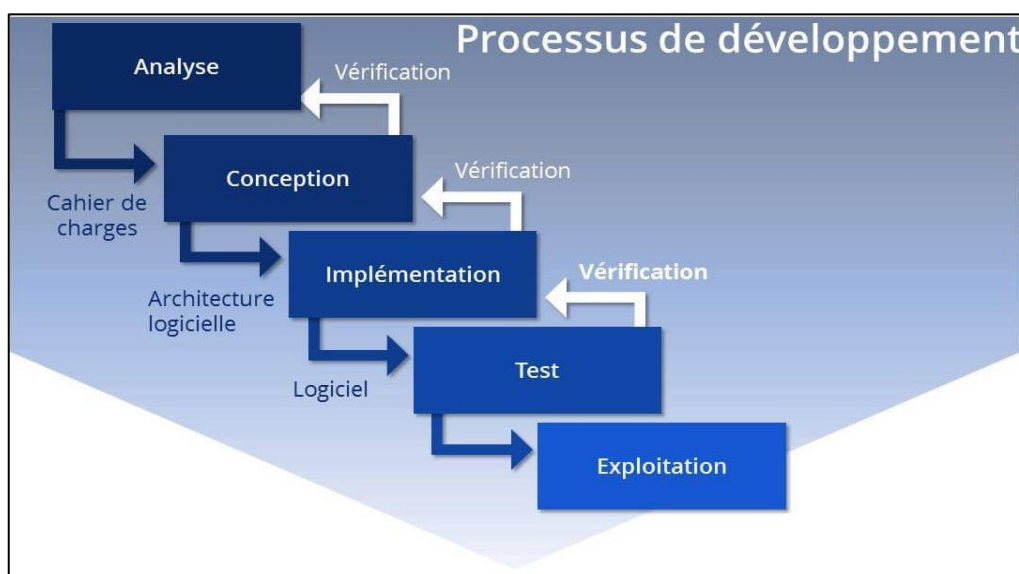 Processus de développement
Analyse
Vérification
Cahier de
charges
Conception
Vérification
Architecture
logicielle
Implémentation
Vérification
Logiciel
Test
Exploitation